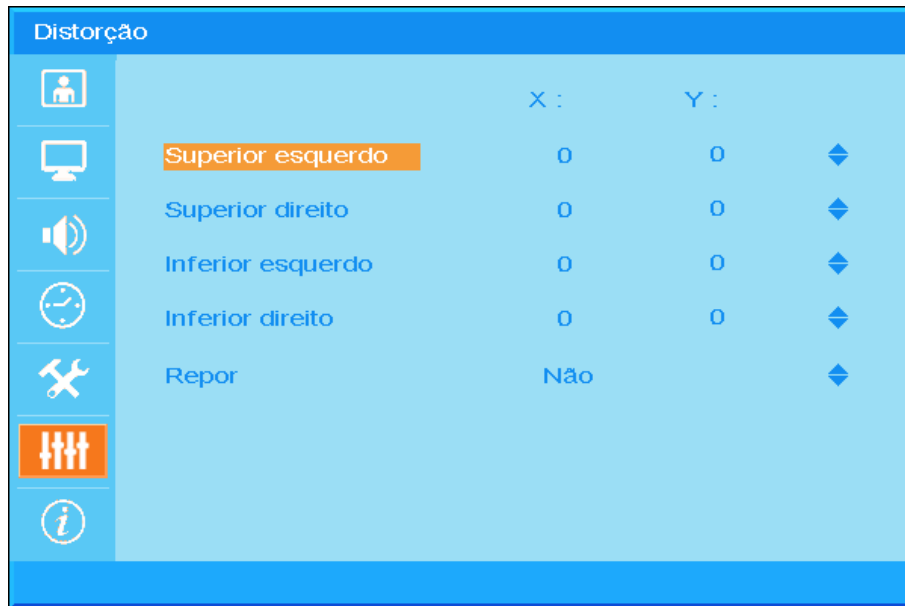 Distorção
X : Y :
Superior esquerdo 0 0
Superior direito 0 0
Inferior esquerdo 0 0
Inferior direito 0 0
Repor Não
i